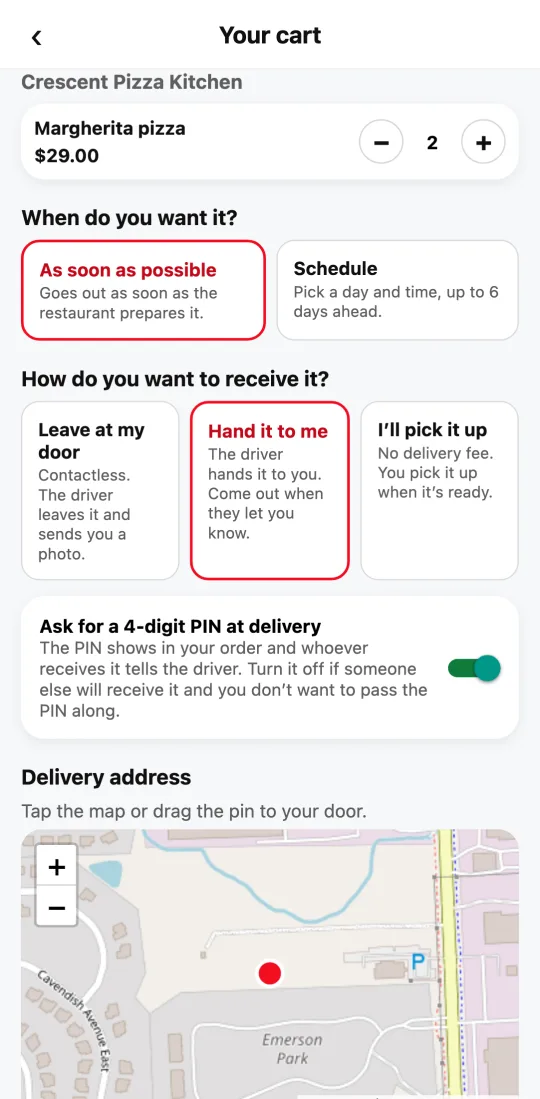 ‹ Your cart
Crescent Pizza Kitchen
Margherita pizza
$29.00
− 2 +
When do you want it?
As soon as possible
Goes out as soon as the
restaurant prepares it.
Schedule
Pick a day and time, up to 6
days ahead.
How do you want to receive it?
Leave at my
door
Contactless.
The driver
leaves it and
sends you a
photo.
Hand it to me
The driver
hands it to you.
Come out when
they let you
know.
I’ll pick it up
No delivery fee.
You pick it up
when it’s ready.
Ask for a 4-digit PIN at delivery
The PIN shows in your order and whoever
receives it tells the driver. Turn it off if someone
else will receive it and you don’t want to pass the
PIN along.
Delivery address
Tap the map or drag the pin to your door.
+
−
P
Cavendish Avenue East
Emerson
Park